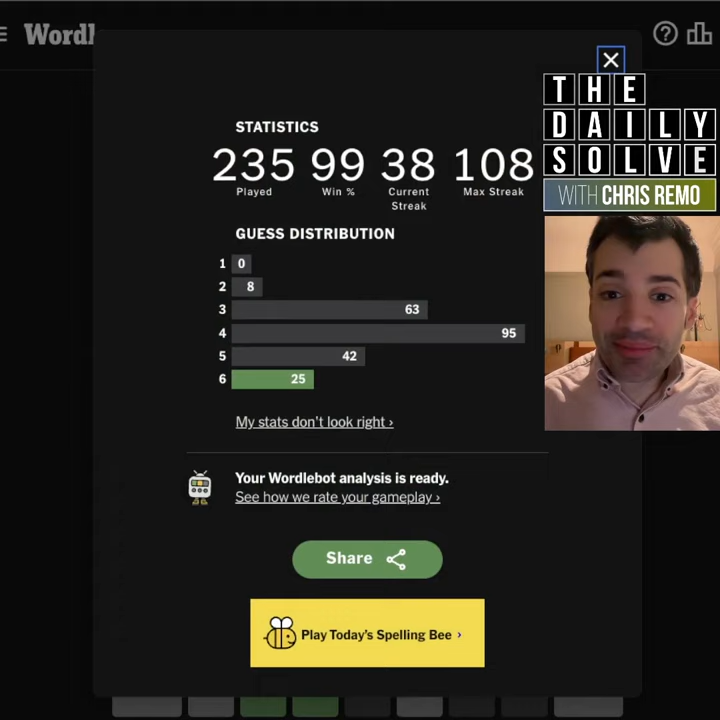 Wordl
THE
DAILY
SOLVE
WITH CHRIS REMO
STATISTICS
235 99 38 108
Played Win % Current Max Streak
Streak
GUESS DISTRIBUTION
1 0
2 8
3 63
4 95
5 42
6 25
My stats don't look right ›
Your Wordlebot analysis is ready.
See how we rate your gameplay ›
Share
Play Today's Spelling Bee ›